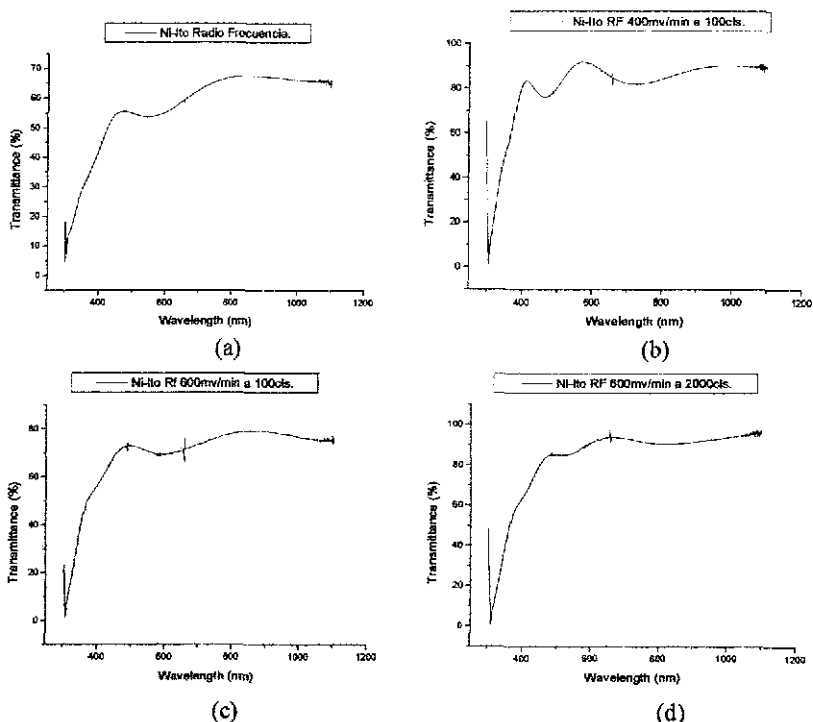 Ni-Ito Radio Frecuencia.
Transmittance (%)
70
60
50
40
30
20
10
0
400
600
800
1000
1200
Wavelength (nm)
(a)
Ni-Ito RF 400mv/min a 100cls.
Transmittance (%)
100
80
60
40
20
0
400
600
800
1000
1200
Wavelength (nm)
(b)
Ni-Ito Rf 600mv/min a 100cls.
Transmittance (%)
80
60
40
20
0
400
600
800
1000
1200
Wavelength (nm)
(c)
Ni-Ito RF 600mv/min a 2000cls.
Transmittance (%)
100
80
60
40
20
0
400
600
800
1000
1200
Wavelength (nm)
(d)